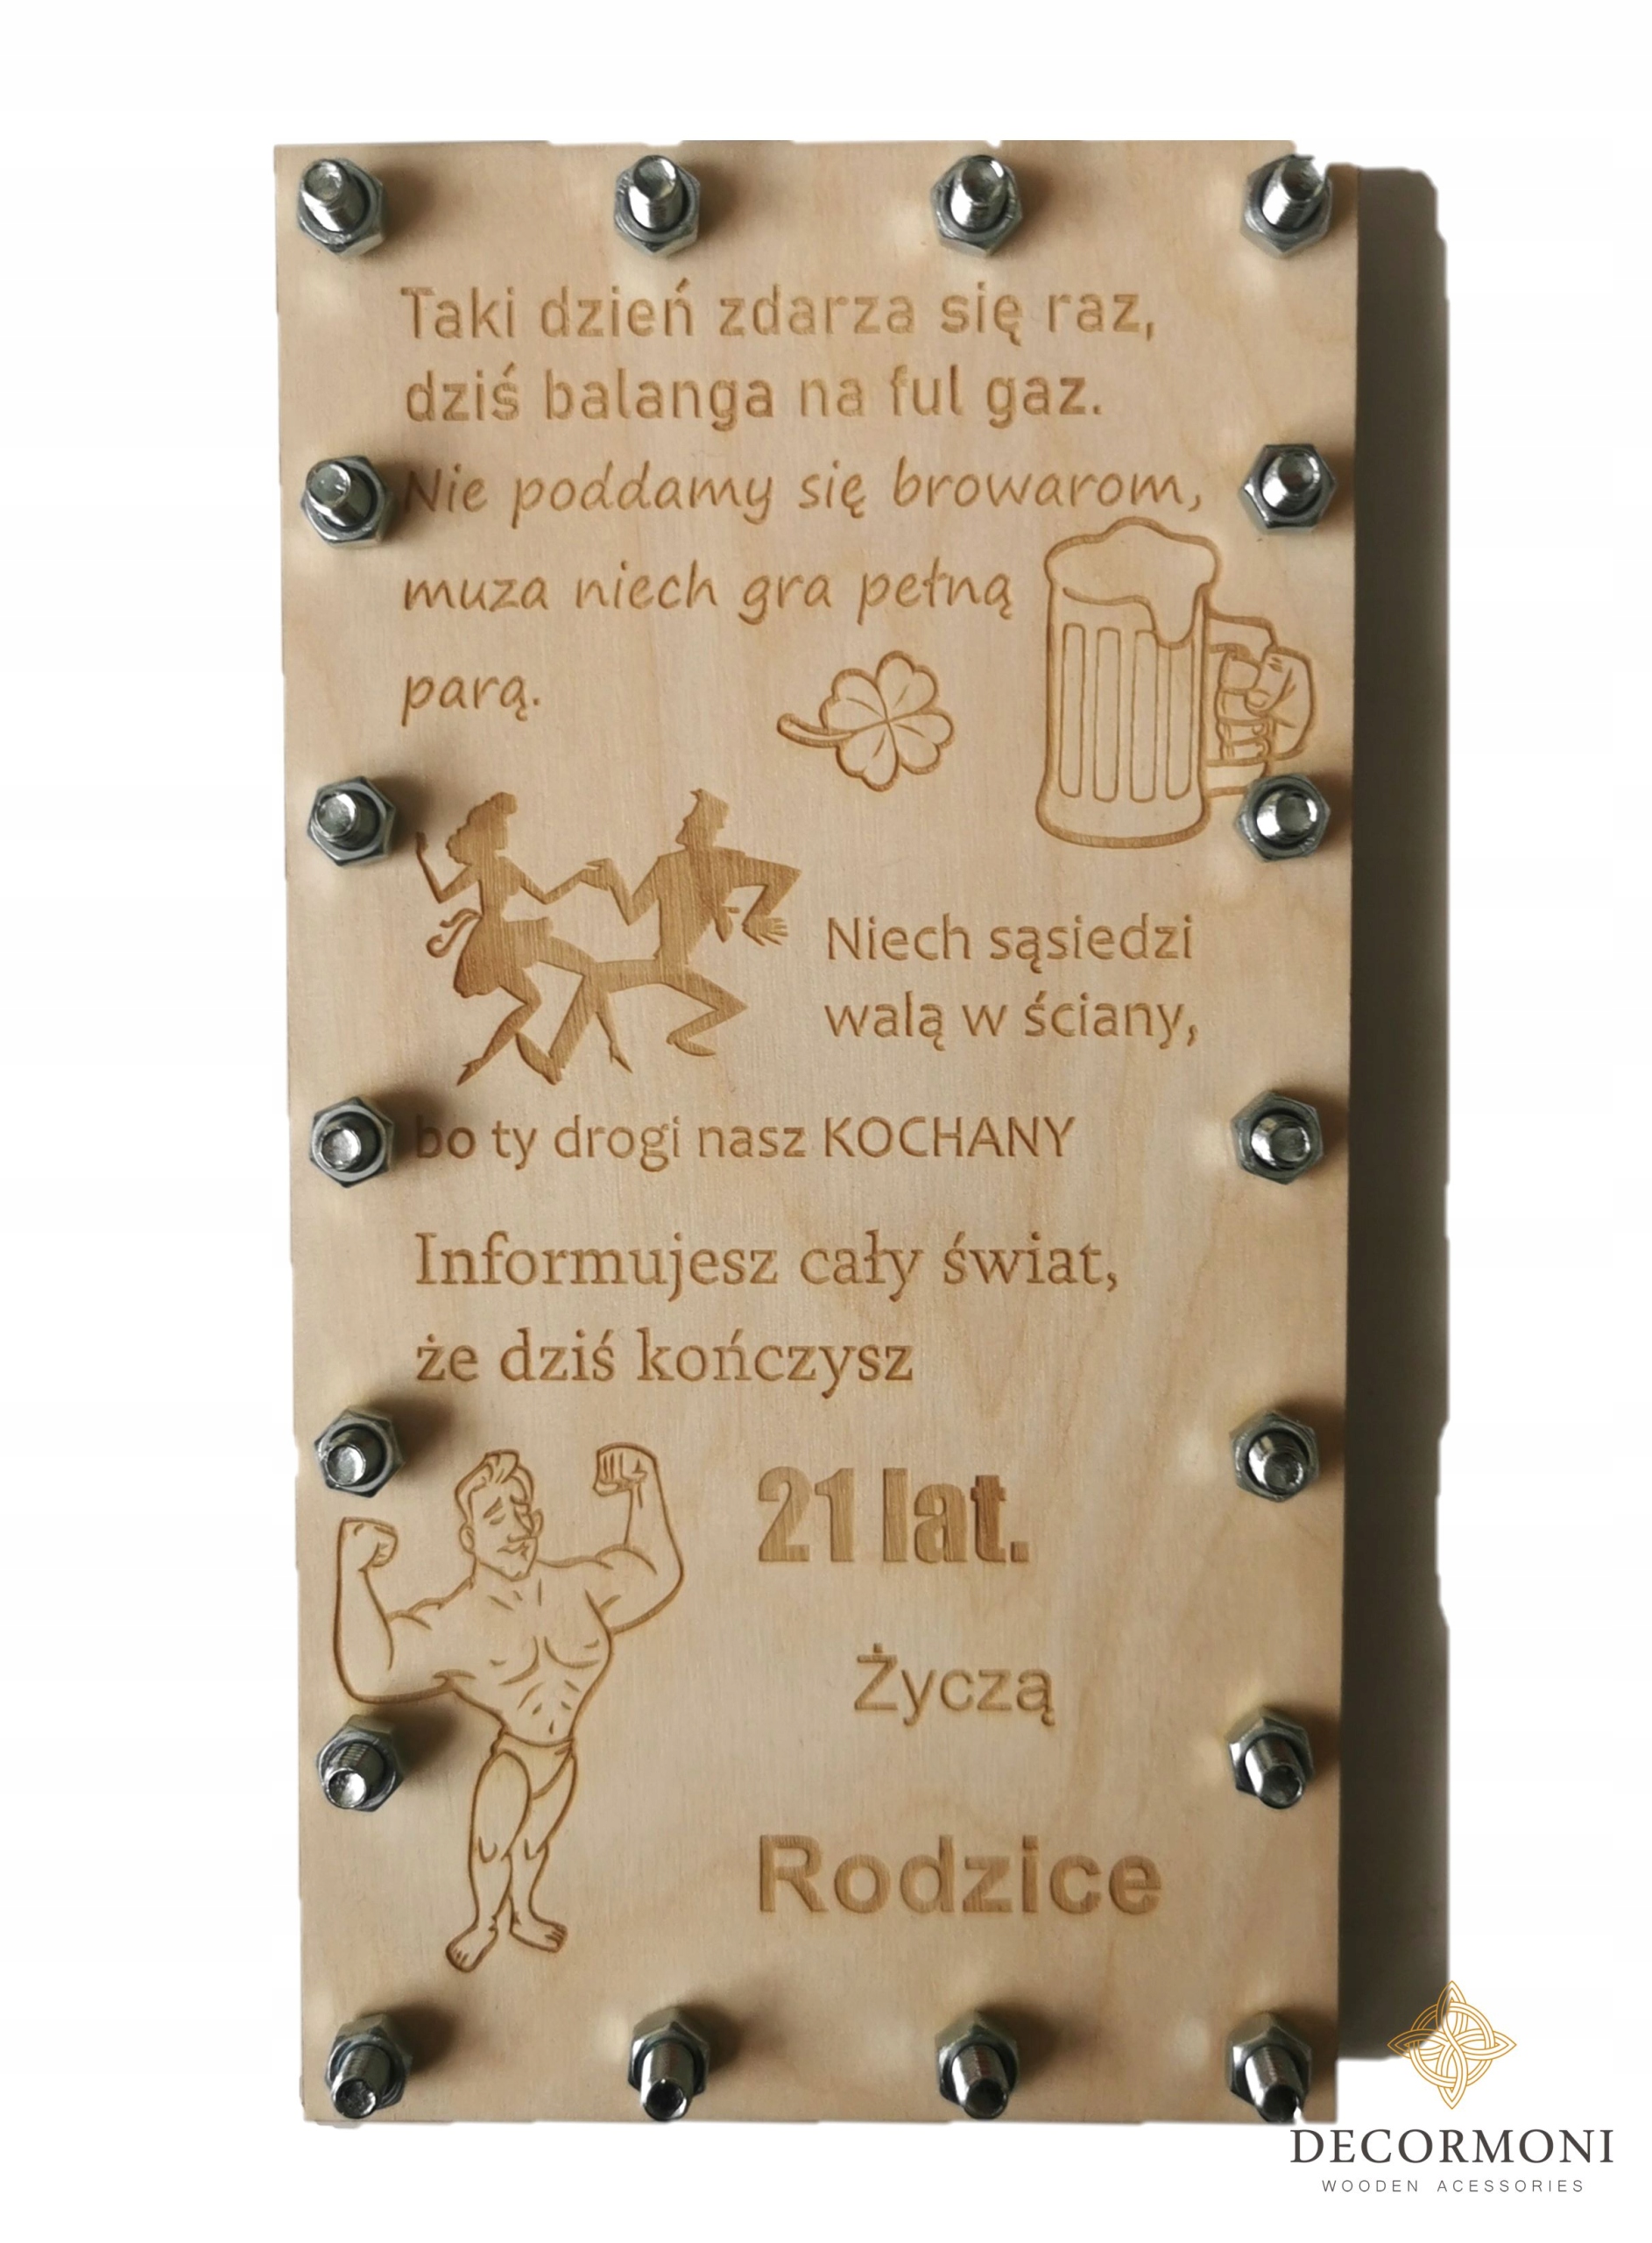 Taki dzień zdarza się raz,
dziś balanga na ful gaz.
Nie poddamy się browarom,
muza niech gra pełną
parą.
Niech sąsiedzi
walą w ściany,
bo ty drogi nasz KOCHANY
Informujesz cały świat,
że dziś kończysz
21 lat.
Życzą
Rodzice
DECORMONI
WOODEN ACESSORIES